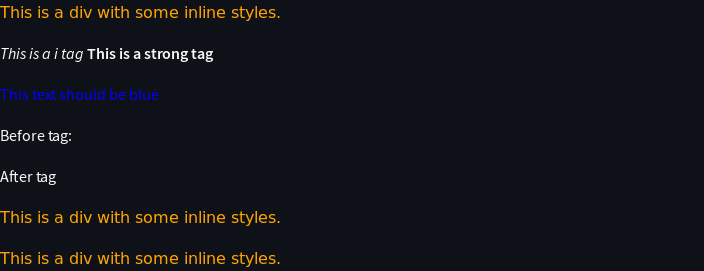 This is a div with some inline styles.
This is a i tag This is a strong tag
This text should be blue
Before tag:
After tag
This is a div with some inline styles.
This is a div with some inline styles.